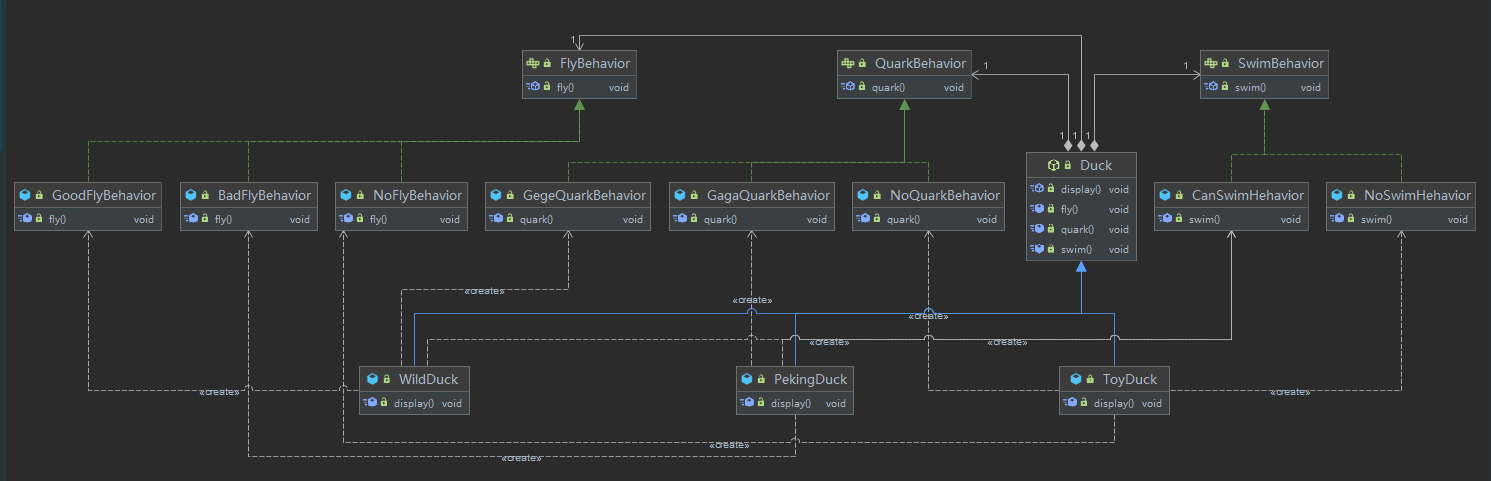 1
FlyBehavior
fly() void
QuarkBehavior
quark() void
1
1
SwimBehavior
swim() void
1 1 1
Duck
display() void
fly() void
quark() void
swim() void
GoodFlyBehavior
fly() void
BadFlyBehavior
fly() void
NoFlyBehavior
fly() void
GegeQuarkBehavior
quark() void
GagaQuarkBehavior
quark() void
NoQuarkBehavior
quark() void
CanSwimHehavior
swim() void
NoSwimHehavior
swim() void
«create»
«create»
«create»
«create»
«create»
WildDuck
display() void
PekingDuck
display() void
ToyDuck
display() void
«create»
«create»
«create»
«create»